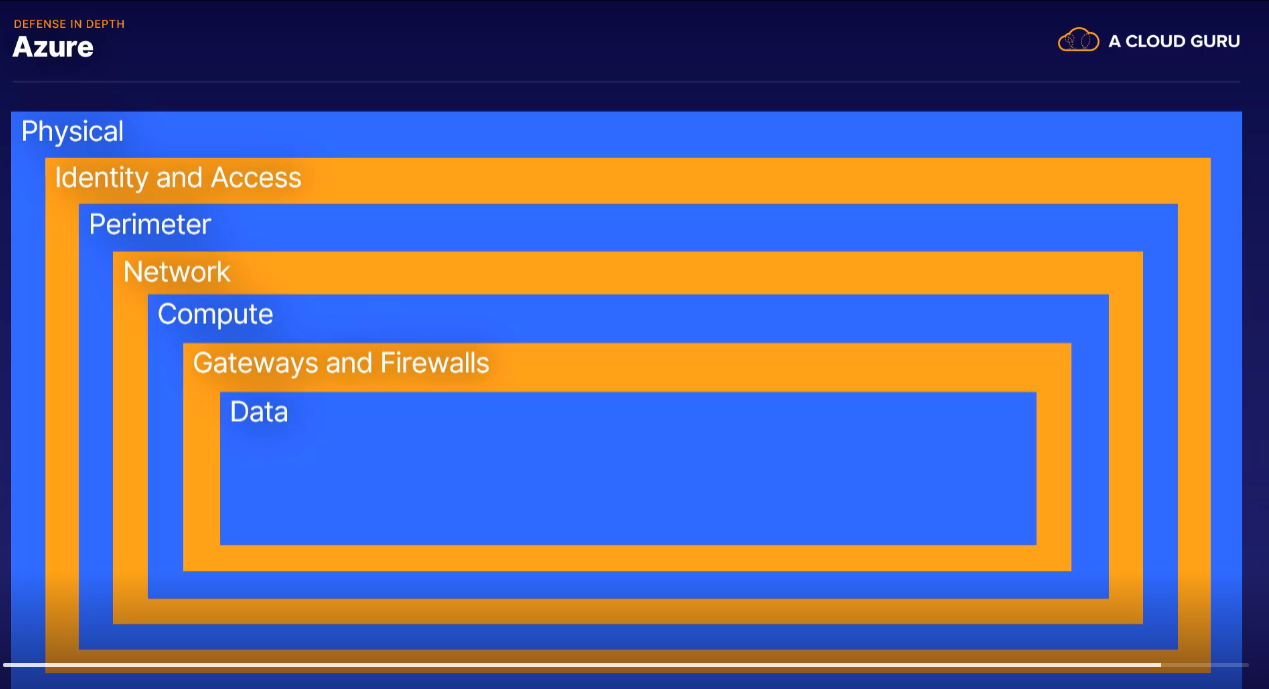 DEFENSE IN DEPTH
Azure
A CLOUD GURU
Physical
Identity and Access
Perimeter
Network
Compute
Gateways and Firewalls
Data